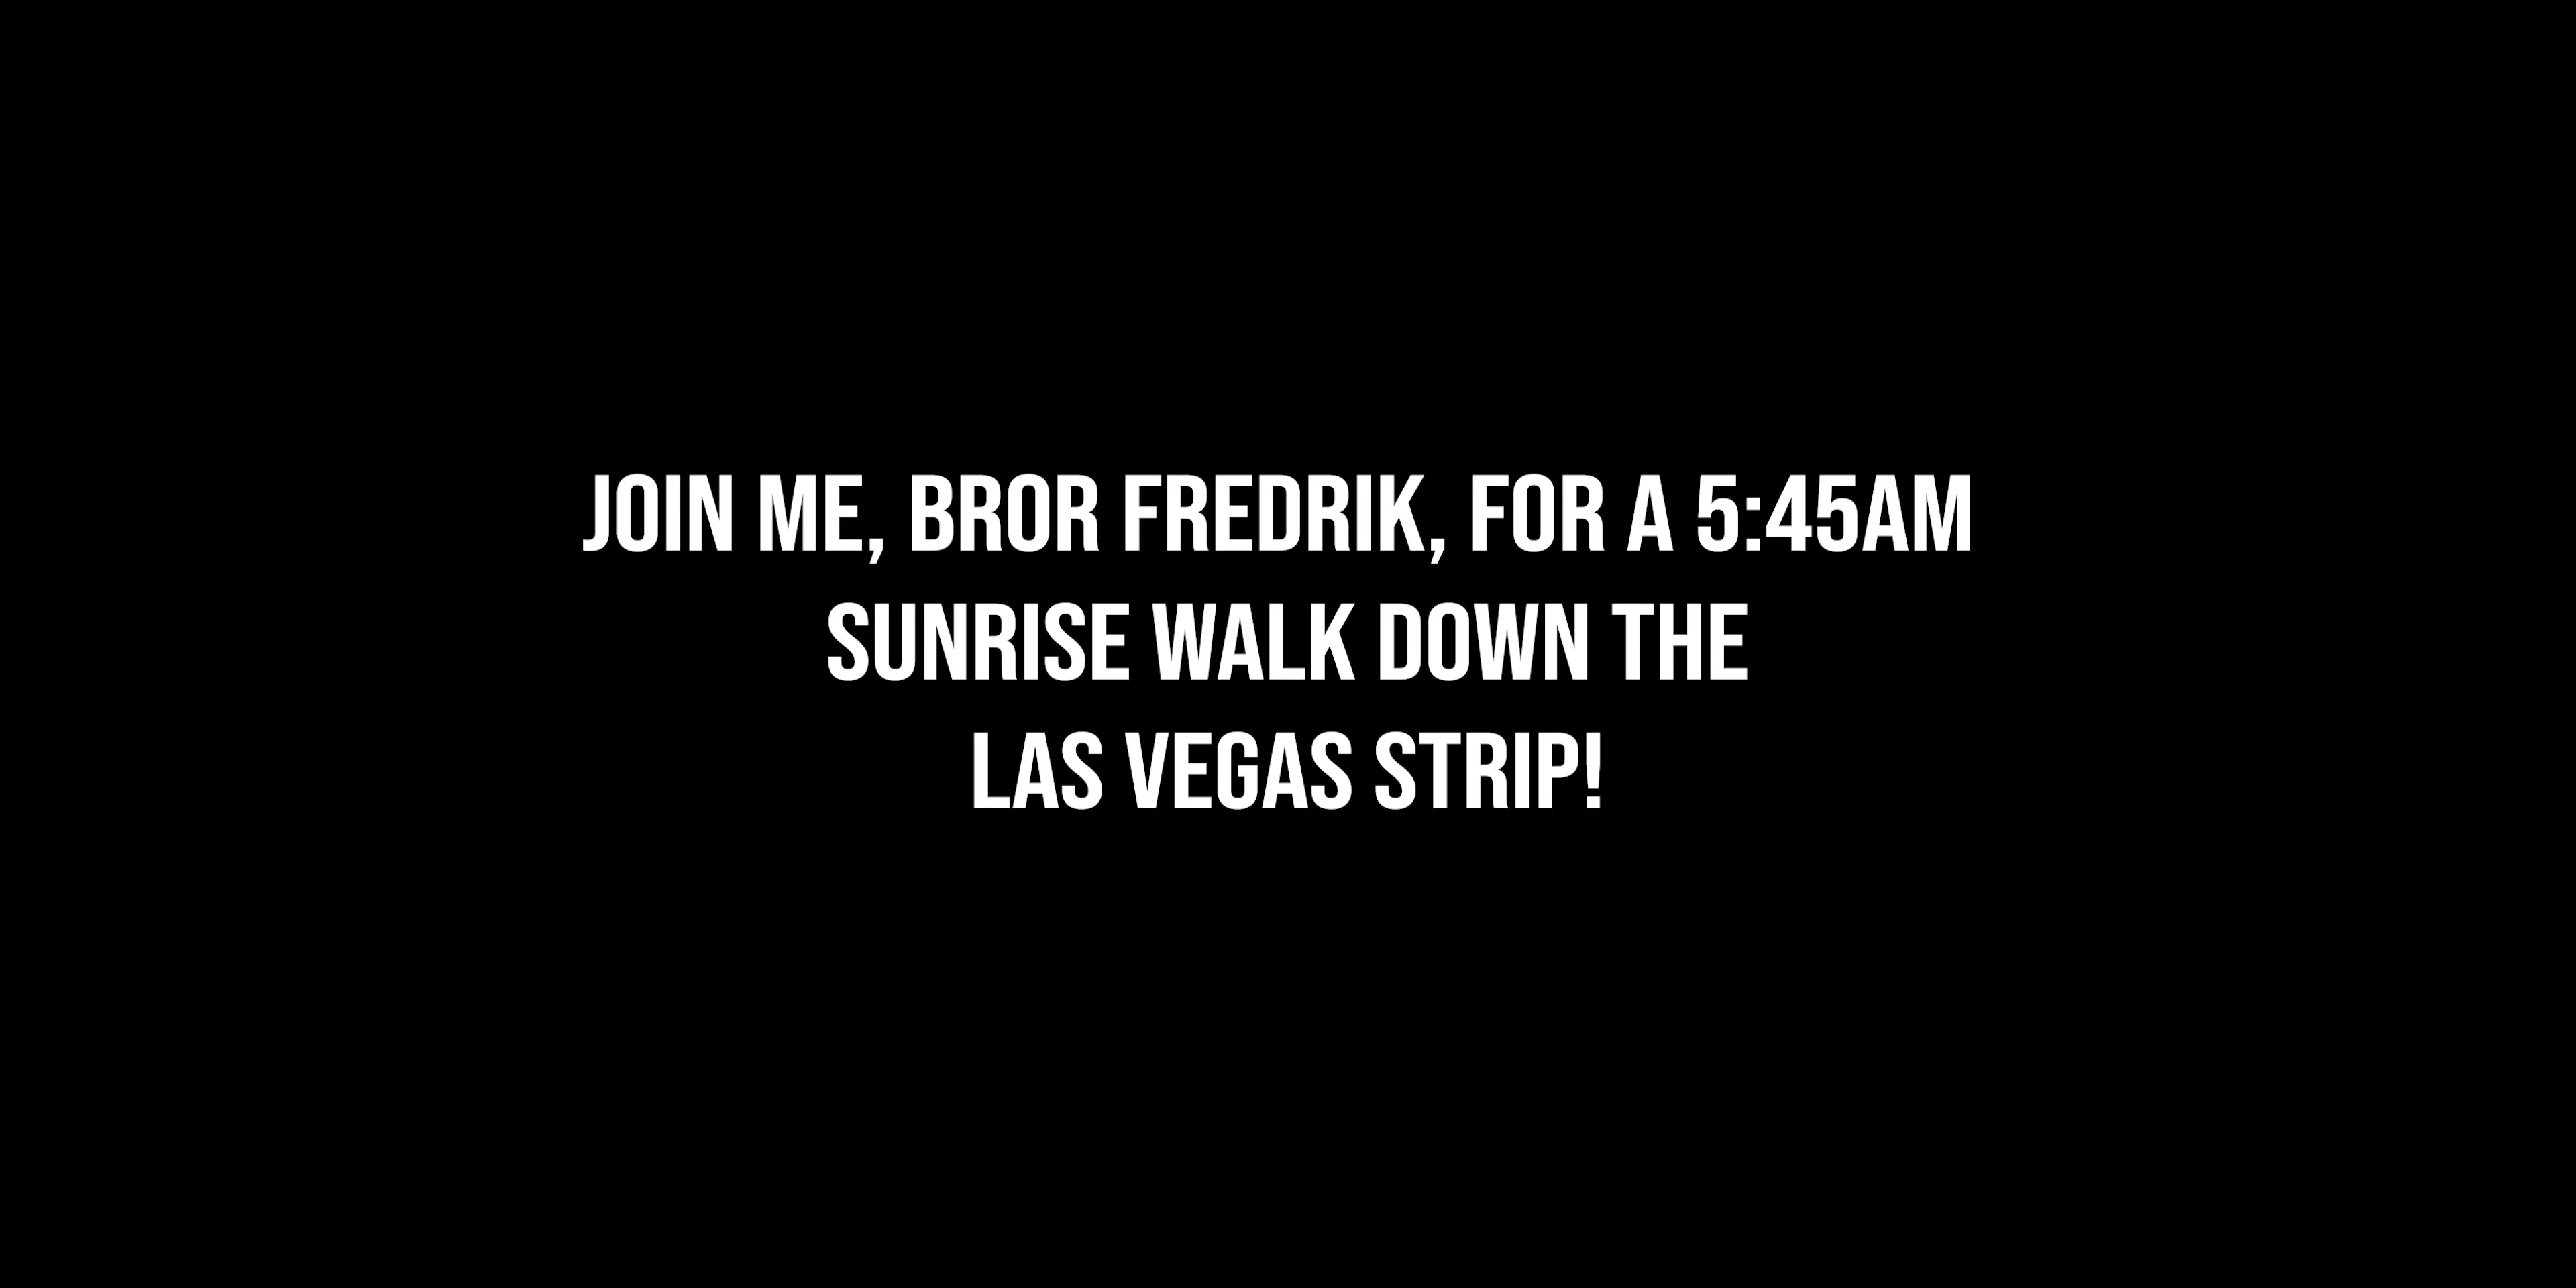 JOIN ME, BROR FREDRIK, FOR A 5:45AM
SUNRISE WALK DOWN THE
LAS VEGAS STRIP!